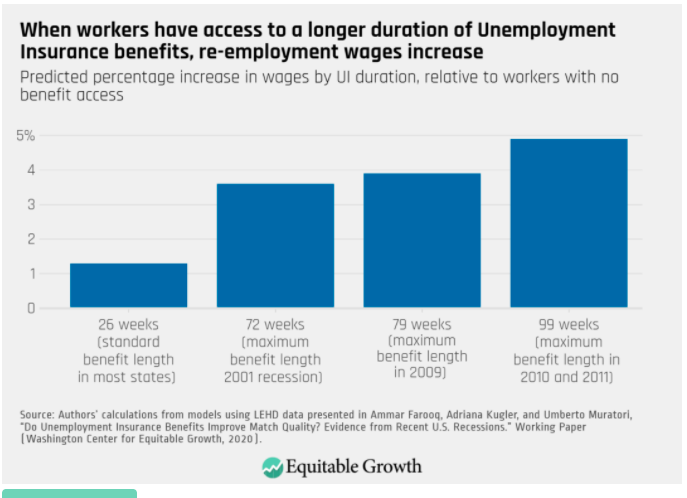 When workers have access to a longer duration of Unemployment
Insurance benefits, re-employment wages increase
Predicted percentage increase in wages by UI duration, relative to workers with no
benefit access
5%
4
3
2
1
0
26 weeks
(standard
benefit length
in most states)
72 weeks
(maximum
benefit length
2001 recession)
79 weeks
(maximum
benefit length
in 2009)
99 weeks
(maximum
benefit length in
2010 and 2011)
Source: Authors' calculations from models using LEHD data presented in Ammar Farooq, Adriana Kugler, and Umberto Muratori,
"Do Unemployment Insurance Benefits Improve Match Quality? Evidence from Recent U.S. Recessions." Working Paper
(Washington Center for Equitable Growth, 2020).
Equitable Growth